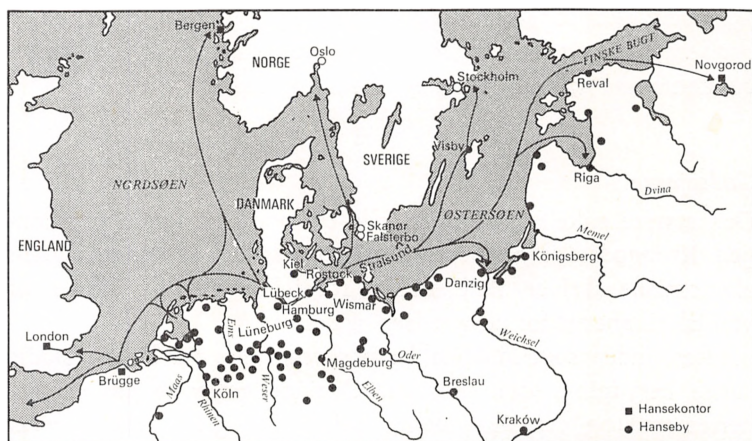 Bergen
NORGE
Oslo
FINSKE BUGT
Novgorod
Stockholm
Reval
Visby
SVERIGE
NORDSØEN
Riga
DANMARK
Dvina
ØSTERSØEN
Skanør
Falsterbo
Memel
ENGLAND
Kiel
Stralsund
Königsberg
Rostock
Danzig
Lübeck
Wismar
Hamburg
London
Ems
Lüneburg
Weichsel
Magdeburg
Oder
Brügge
Maas
Köln
Weser
Elben
Breslau
Rhinen
Hansekontor
Kraków
Hanseby